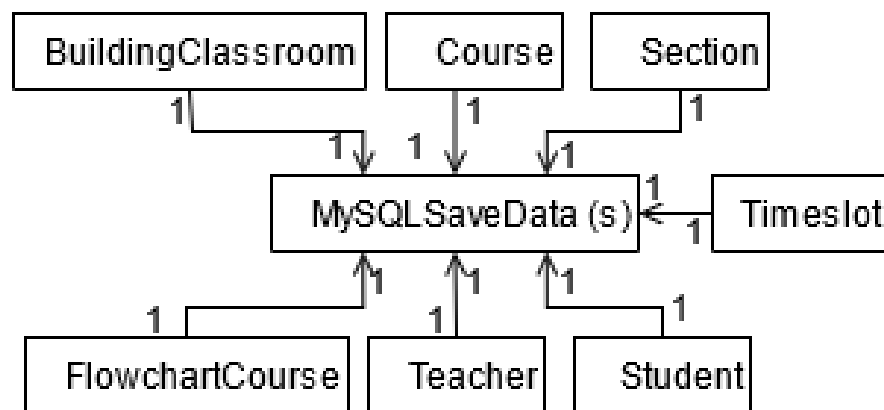 BuildingClassroom
Course
Section
1
1
1
1
1
1
MySQLSaveData (s)
1
1
Timeslot
1
1
1
1
1
1
FlowchartCourse
Teacher
Student